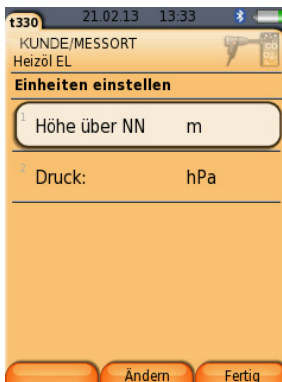 t330 21.02.13 13:33
KUNDE/MESSORT
Heizöl EL
Einheiten einstellen
1 Höhe über NN m
2 Druck: hPa
Ändern Fertig